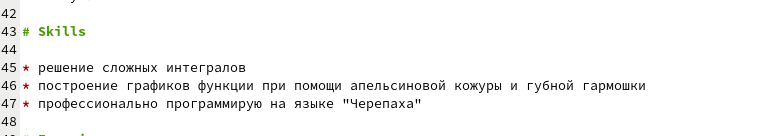 42
43 # Skills
44
45 * решение сложных интегралов
46 * построение графиков функции при помощи апельсиновой кожуры и губной гармошки
47 * профессионально программирую на языке "Черепаха"
48